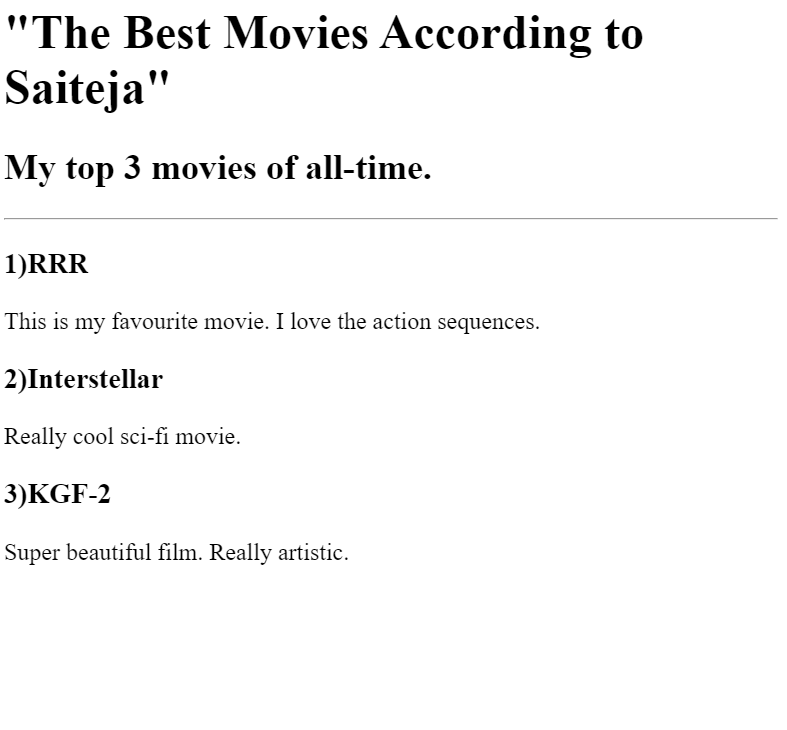 "The Best Movies According to
Saiteja"
My top 3 movies of all-time.
1)RRR
This is my favourite movie. I love the action sequences.
2)Interstellar
Really cool sci-fi movie.
3)KGF-2
Super beautiful film. Really artistic.